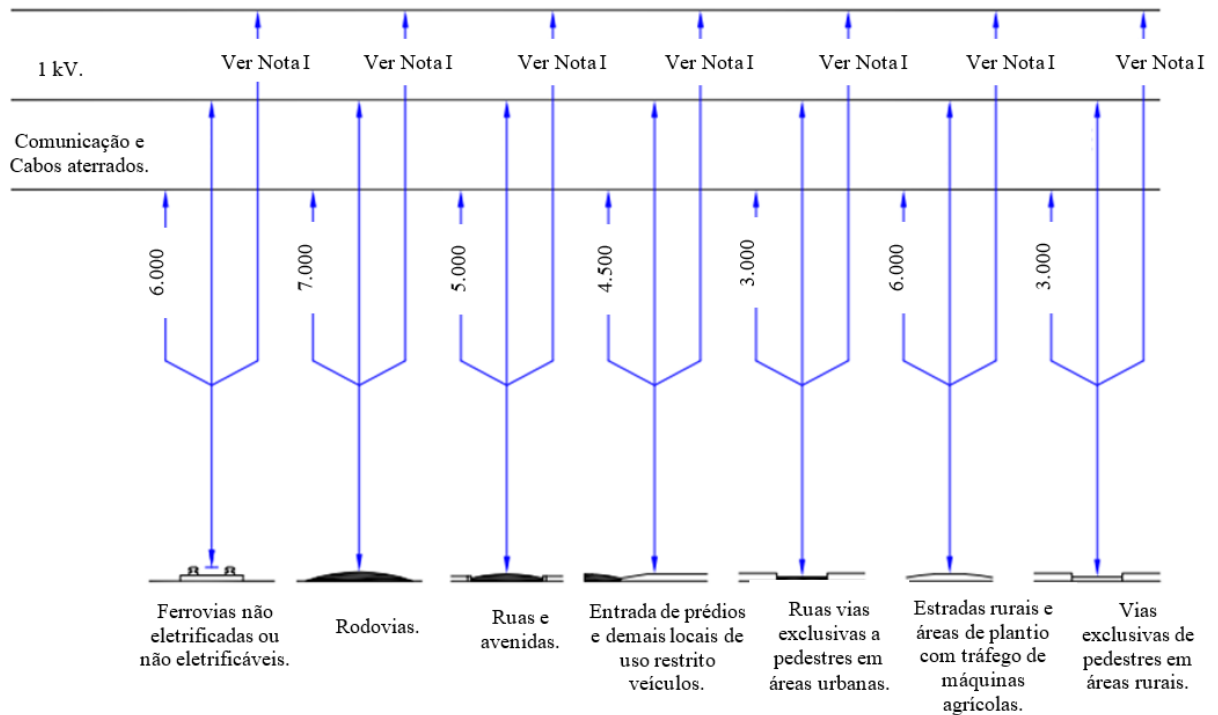 1 kV.
Ver Nota I
Ver Nota I
Ver Nota I
Ver Nota I
Ver Nota I
Ver Nota I
Ver Nota I
Comunicação e
Cabos aterrados.
6.000
7.000
5.000
4.500
3.000
6.000
3.000
Ferrovias não
eletrificadas ou
não eletrificáveis.
Rodovias.
Ruas e
avenidas.
Entrada de prédios
e demais locais de
uso restrito
veículos.
Ruas vias
exclusivas a
pedestres em
áreas urbanas.
Estradas rurais e
áreas de plantio
com tráfego de
máquinas
agrícolas.
Vias
exclusivas de
pedestres em
áreas rurais.